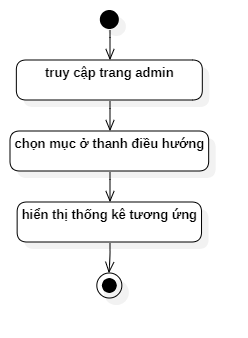 truy cập trang admin
chọn mục ở thanh điều hướng
hiển thị thống kê tương ứng